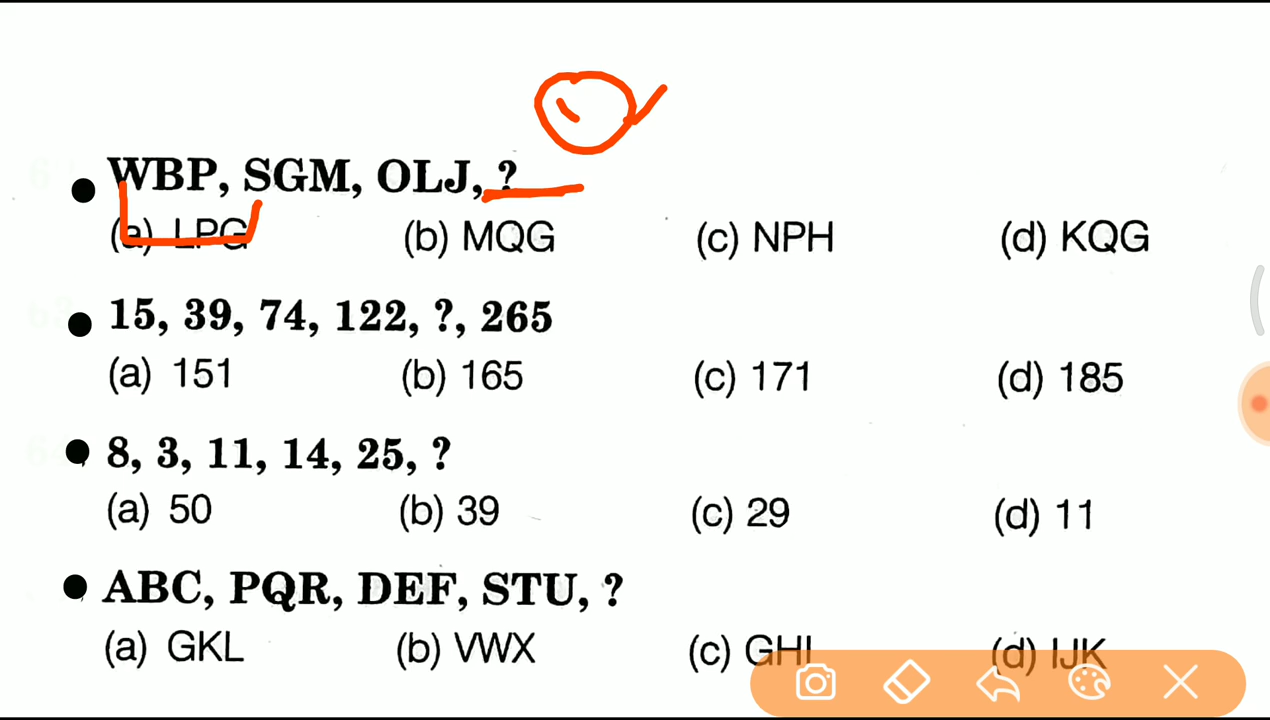 WBP, SGM, OLJ, ?
(a) LPG (b) MQG (c) NPH (d) KQG
15, 39, 74, 122, ?, 265
(a) 151 (b) 165 (c) 171 (d) 185
8, 3, 11, 14, 25, ?
(a) 50 (b) 39 (c) 29 (d) 11
ABC, PQR, DEF, STU, ?
(a) GKL (b) VWX (c) GHI (d) IJK